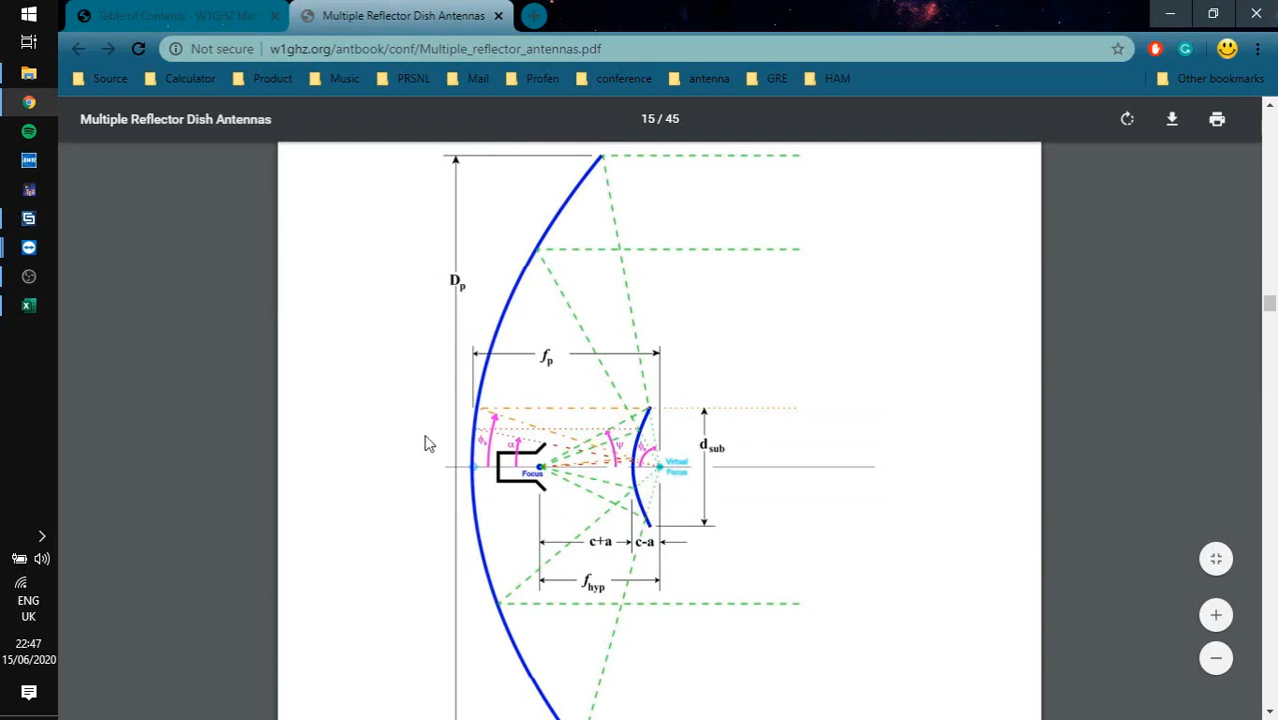 Table of Contents - W1GHZ Mi
Multiple Reflector Dish Antennas
Not secure
w1ghz.org/antbook/conf/Multiple_reflector_antennas.pdf
Source
Calculator
Product
Music
PRSNL
Mail
Profen
conference
antenna
GRE
HAM
Other bookmarks
Multiple Reflector Dish Antennas
15 / 45
Dp
fp
ϕ
α
ψ
ϕ
dsub
Focus
Virtual
Focus
c+a
c-a
fhyp
ENG
UK
22:47
15/06/2020